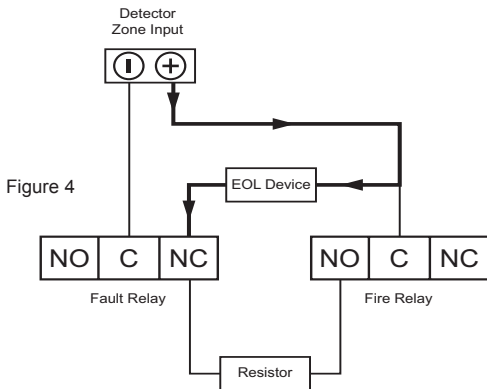 Detector
Zone Input
Figure 4
EOL Device
NO C NC
Fault Relay
NO C NC
Fire Relay
Resistor